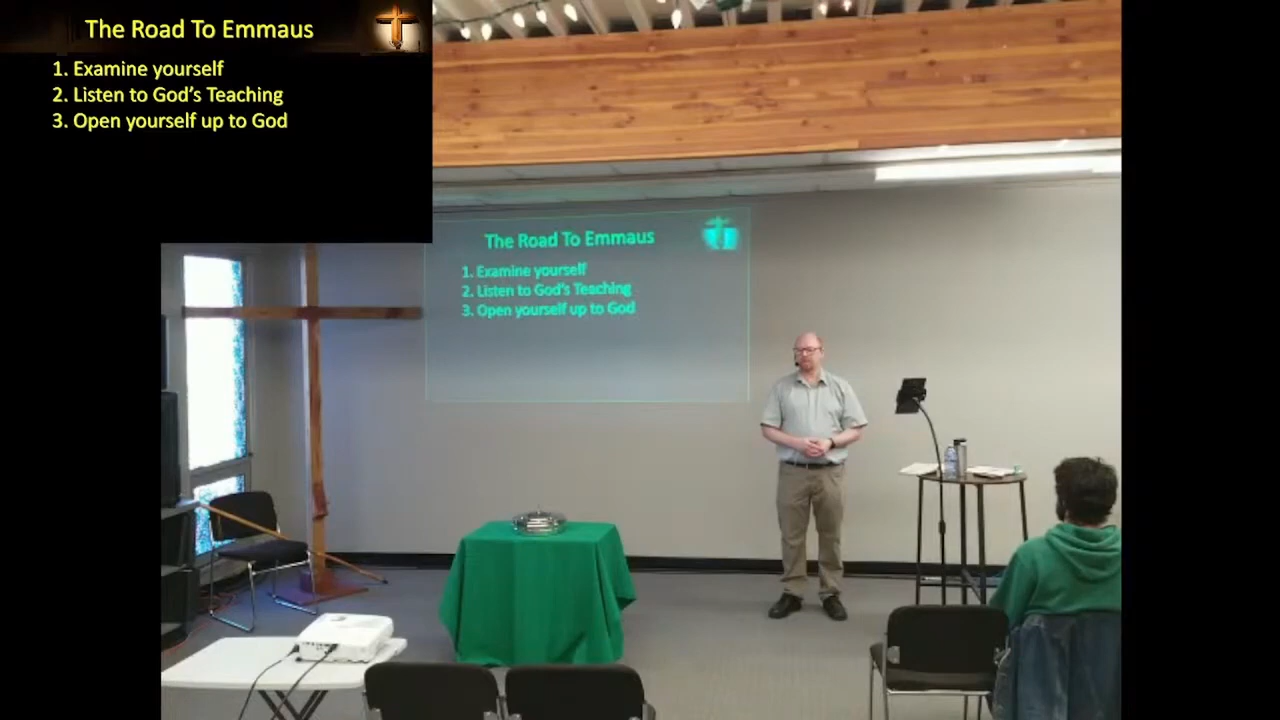 The Road To Emmaus
1. Examine yourself
2. Listen to God's Teaching
3. Open yourself up to God
The Road To Emmaus
1. Examine yourself
2. Listen to God's Teaching
3. Open yourself up to God